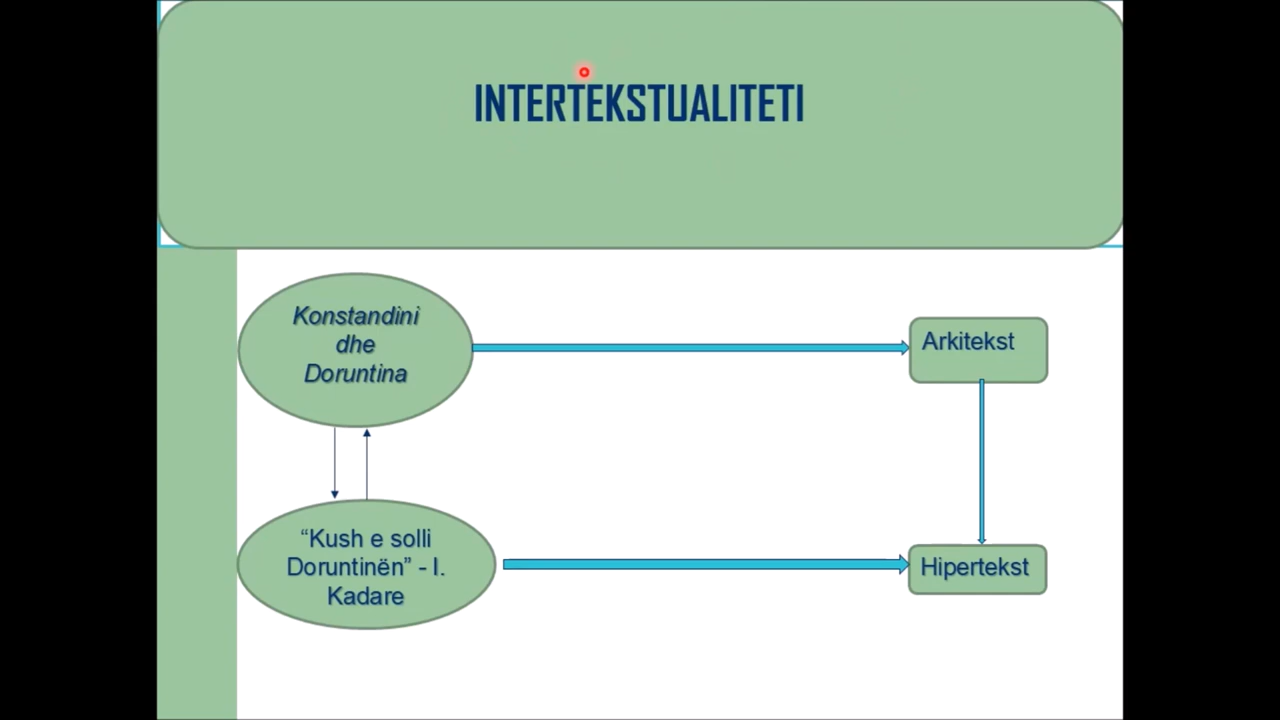 INTERTEKSTUALITETI
Konstandini
dhe
Doruntina
Arkitekst
“Kush e solli
Doruntinën” - I.
Kadare
Hipertekst